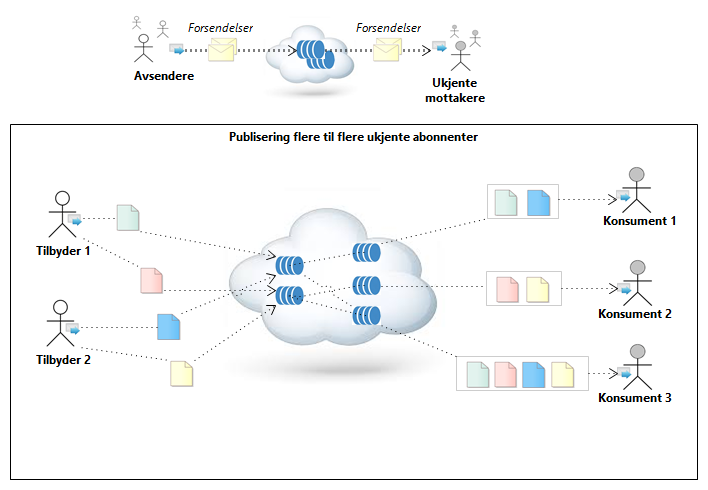 Forsendelser
Forsendelser
Avsendere
Ukjente
mottakere
Publisering flere til flere ukjente abonnenter
Tilbyder 1
Konsument 1
Konsument 2
Tilbyder 2
Konsument 3